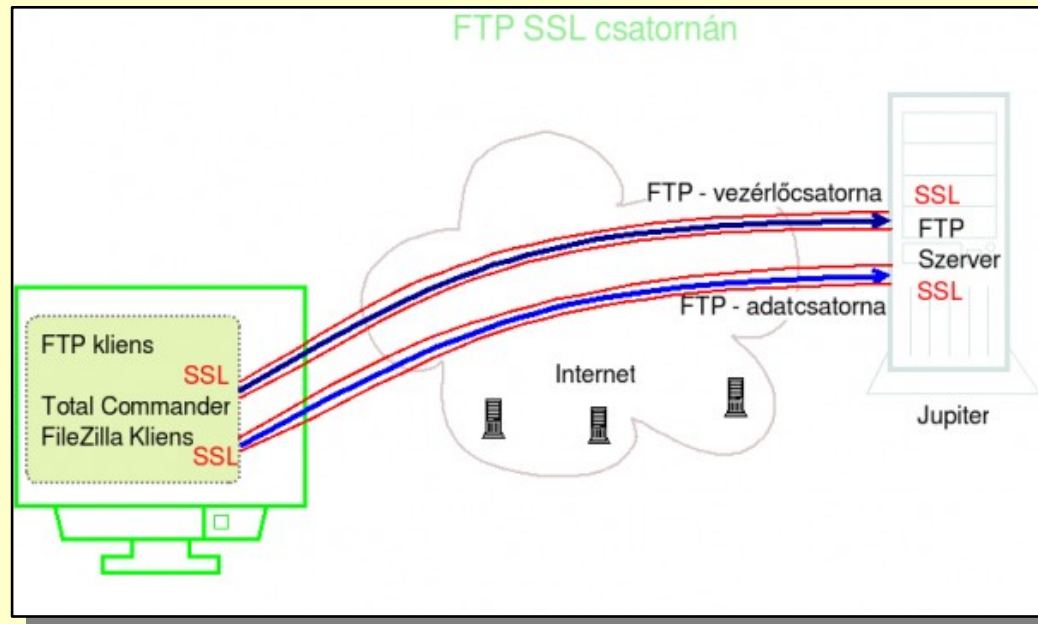 FTP SSL csatornán
FTP - vezérlőcsatorna
SSL
FTP
Szerver
SSL
FTP - adatcsatorna
Jupiter
Internet
FTP kliens
SSL
Total Commander
FileZilla Kliens
SSL